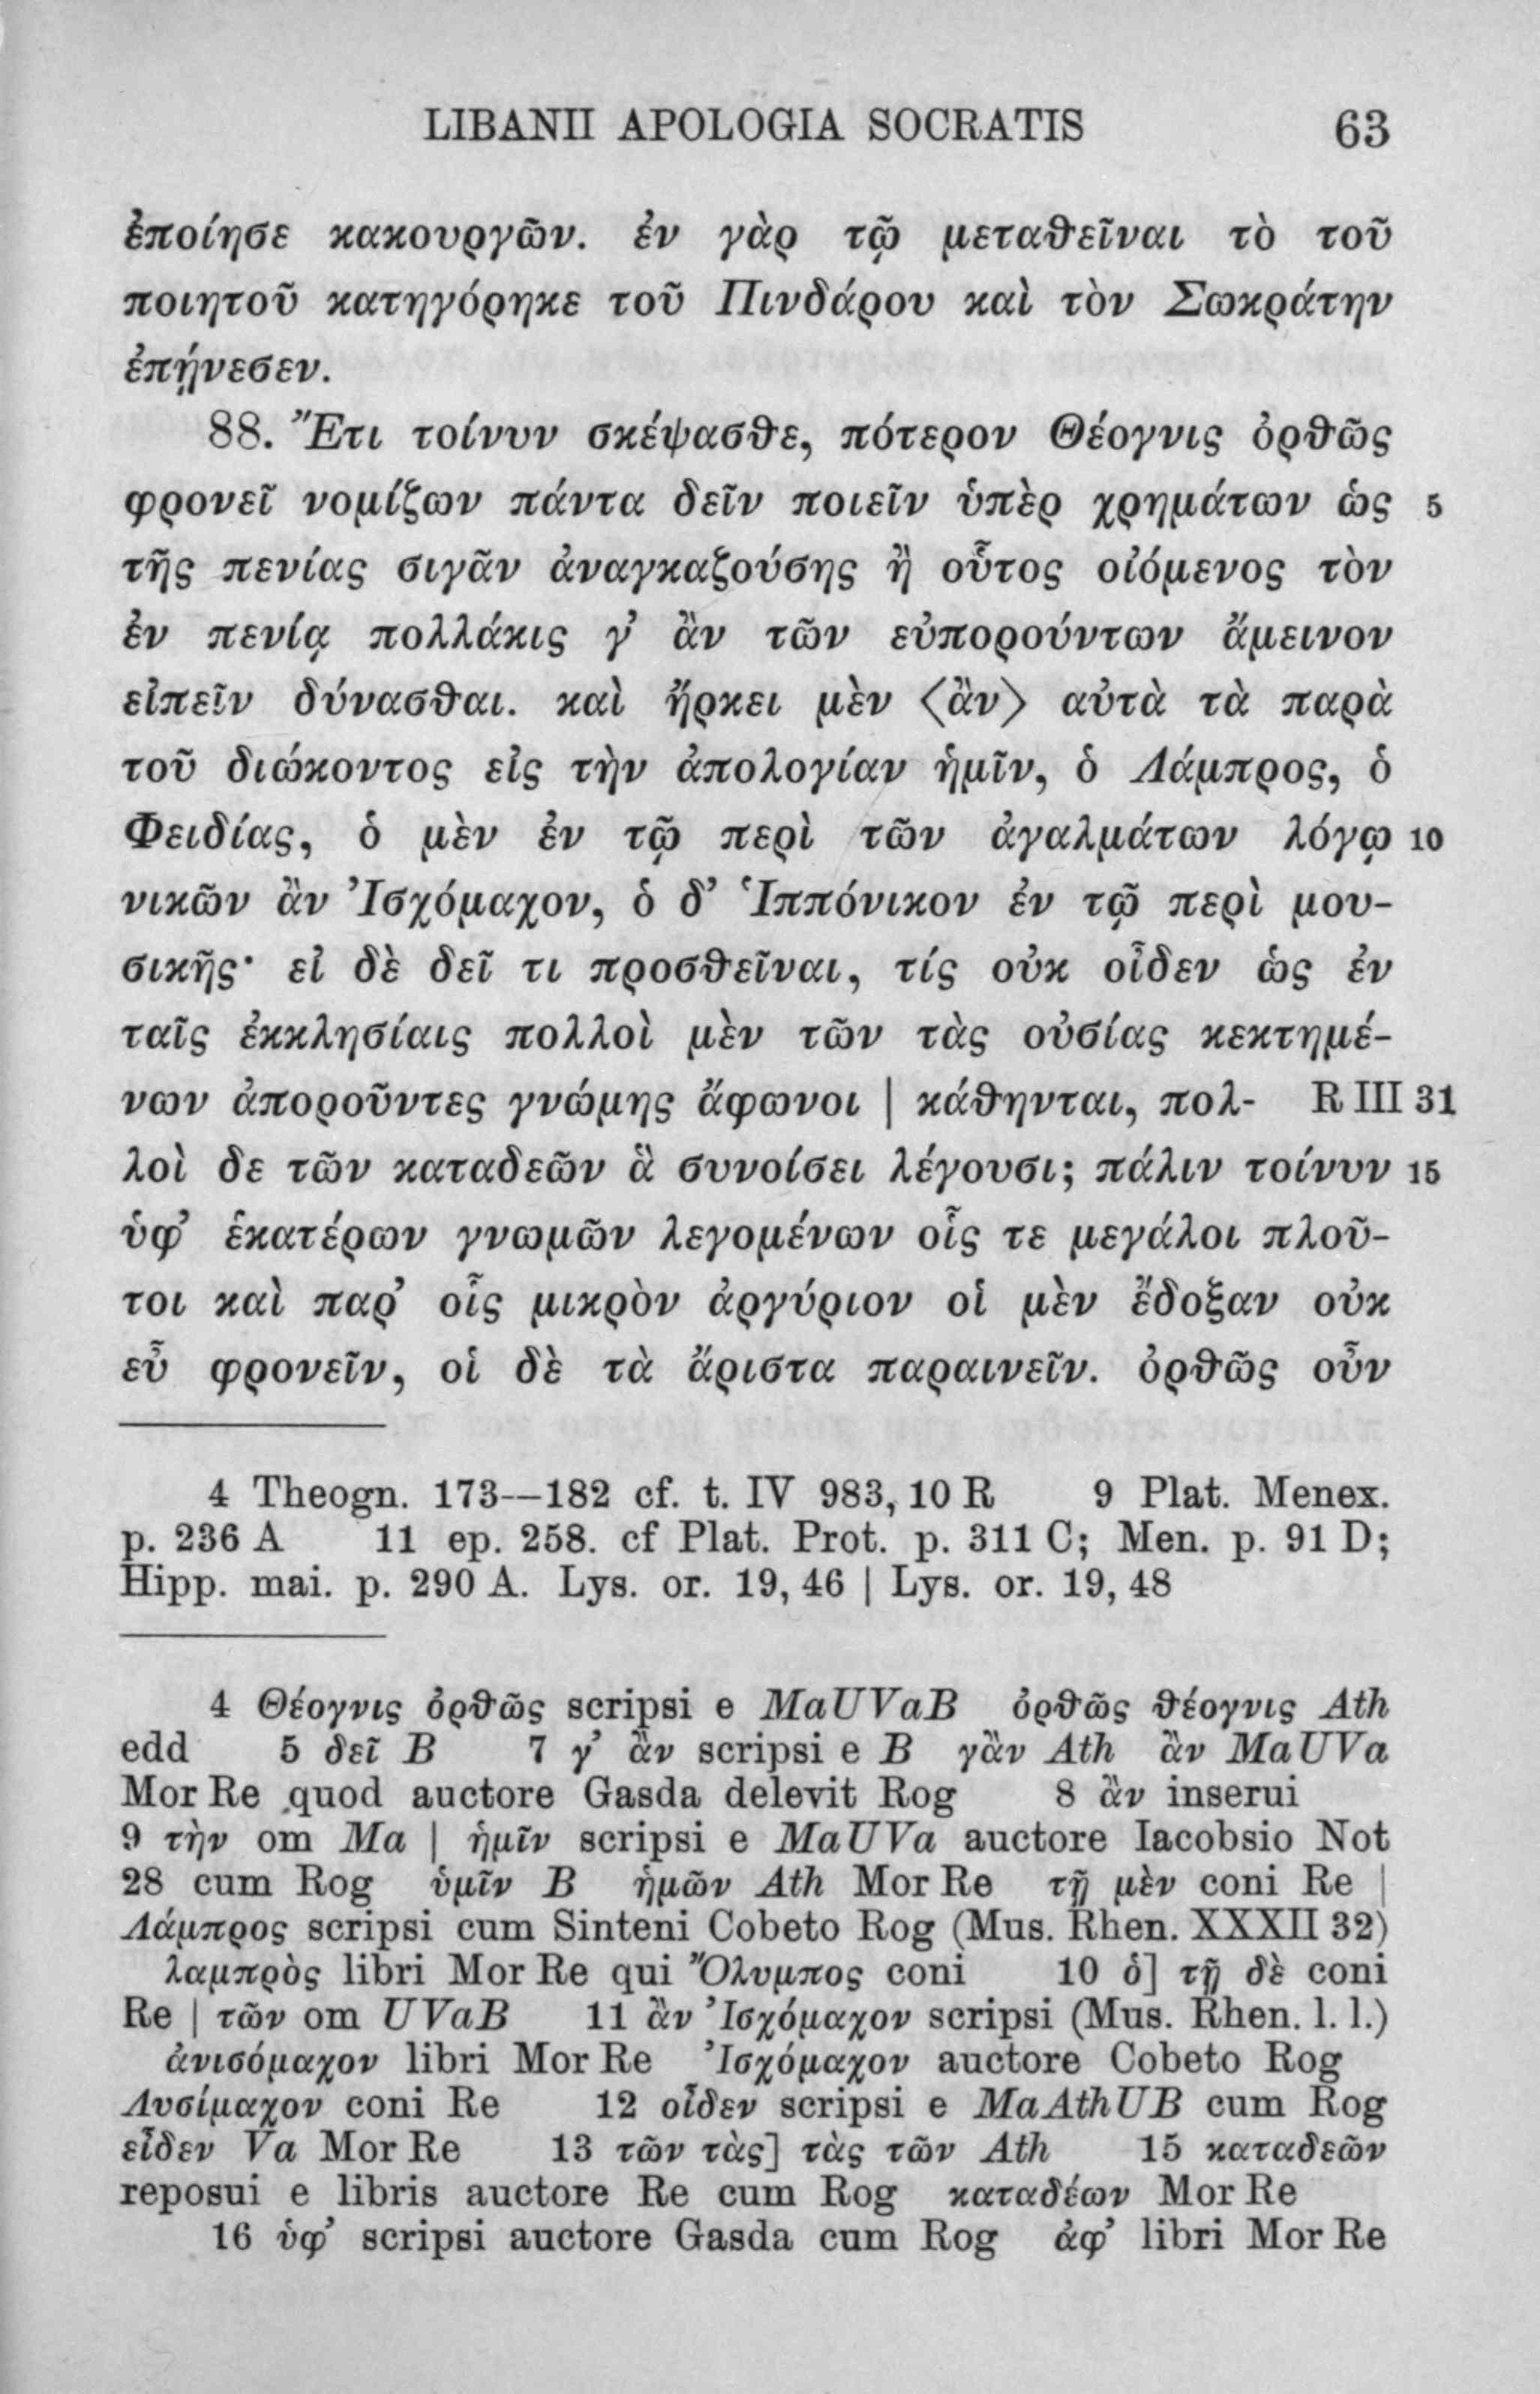 LIBANII APOLOGIA SOCRATIS 63
ἐποίησε κακουργῶν. ἐν γὰρ τῷ μεταθεῖναι τὸ τοῦ
ποιητοῦ κατηγόρηκε τοῦ Πινδάρου καὶ τὸν Σωκράτην
ἐπῄνεσεν.
88. Ἔτι τοίνυν σκέψασθε, πότερον Θέογνις ὀρθῶς
φρονεῖ νομίζων πάντα δεῖν ποιεῖν ὑπὲρ χρημάτων ὡς 5
τῆς πενίας σιγᾶν ἀναγκαζούσης ἢ οὗτος οἰόμενος τὸν
ἐν πενίᾳ πολλάκις γ’ ἂν τῶν εὐπορούντων ἄμεινον
εἰπεῖν δύνασθαι. καὶ ἤρκει μὲν ⟨ἂν⟩ αὐτὰ τὰ παρὰ
τοῦ διώκοντος εἰς τὴν ἀπολογίαν ἡμῖν, ὁ Λάμπρος, ὁ
Φειδίας, ὁ μὲν ἐν τῷ περὶ τῶν ἀγαλμάτων λόγῳ 10
νικῶν ἂν Ἰσχόμαχον, ὁ δ’ Ἱππόνικον ἐν τῷ περὶ μου-
σικῆς· εἰ δὲ δεῖ τι προσθεῖναι, τίς οὐκ οἶδεν ὡς ἐν
ταῖς ἐκκλησίαις πολλοὶ μὲν τῶν τὰς οὐσίας κεκτημέ-
νων ἀποροῦντες γνώμης ἄφωνοι | κάθηνται, πολ- R III 31
λοὶ δε τῶν καταδεῶν ἃ συνοίσει λέγουσι; πάλιν τοίνυν 15
ὑφ’ ἑκατέρων γνωμῶν λεγομένων οἷς τε μεγάλοι πλοῦ-
τοι καὶ παρ’ οἷς μικρὸν ἀργύριον οἱ μὲν ἔδοξαν οὐκ
εὖ φρονεῖν, οἱ δὲ τὰ ἄριστα παραινεῖν. ὀρθῶς οὖν
4 Theogn. 173—182 cf. t. IV 983, 10 R 9 Plat. Menex.
p. 236 A 11 ep. 258. cf Plat. Prot. p. 311 C; Men. p. 91 D;
Hipp. mai. p. 290 A. Lys. or. 19, 46 | Lys. or. 19, 48
4 Θέογνις ὀρθῶς scripsi e MaUVaB ὀρθῶς θέογνις Ath
edd 5 δεῖ B 7 γ’ ἂν scripsi e B γἂν Ath ἂν MaUVa
Mor Re quod auctore Gasda delevit Rog 8 ἂν inserui
9 τὴν om Ma | ἡμῖν scripsi e MaUVa auctore Iacobsio Not
28 cum Rog ὑμῖν B ἡμῶν Ath Mor Re τῇ μὲν coni Re |
Λάμπρος scripsi cum Sinteni Cobeto Rog (Mus. Rhen. XXXII 32)
λαμπρὸς libri Mor Re qui Ὄλυμπος coni 10 ὁ] τῇ δὲ coni
Re | τῶν om UVaB 11 ἂν Ἰσχόμαχον scripsi (Mus. Rhen. l. l.)
ἀνισόμαχον libri Mor Re Ἰσχόμαχον auctore Cobeto Rog
Λυσίμαχον coni Re 12 οἶδεν scripsi e MaAthUB cum Rog
εἶδεν Va Mor Re 13 τῶν τὰς] τὰς τῶν Ath 15 καταδεῶν
reposui e libris auctore Re cum Rog καταδέων Mor Re
16 ὑφ’ scripsi auctore Gasda cum Rog ἀφ’ libri Mor Re